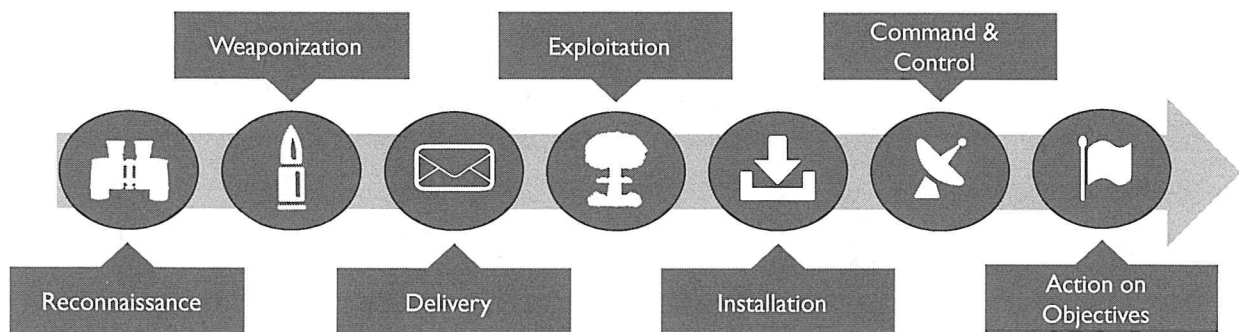 Reconnaissance
Weaponization
Delivery
Exploitation
Installation
Command &
Control
Action on
Objectives